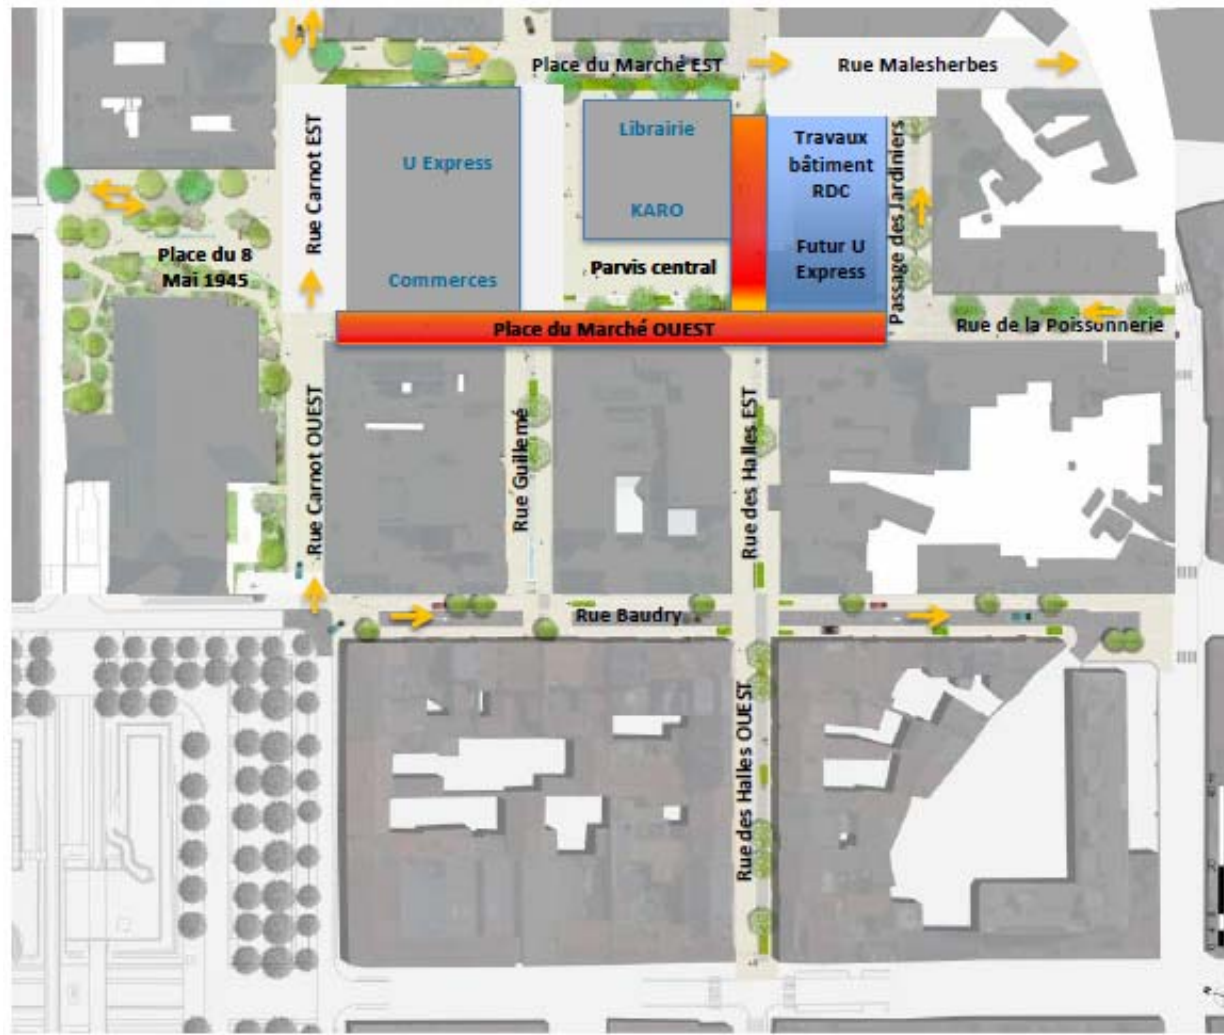 Place du Marché EST
Rue Malesherbes
Rue Carnot EST
U Express
Commerces
Librairie
KARO
Travaux
bâtiment
RDC
Futur U
Express
Passage des Jardiniers
Place du 8
Mai 1945
Parvis central
Place du Marché OUEST
Rue de la Poissonnerie
Rue Carnot OUEST
Rue Guillemé
Rue des Halles EST
Rue Baudry
Rue des Halles OUEST